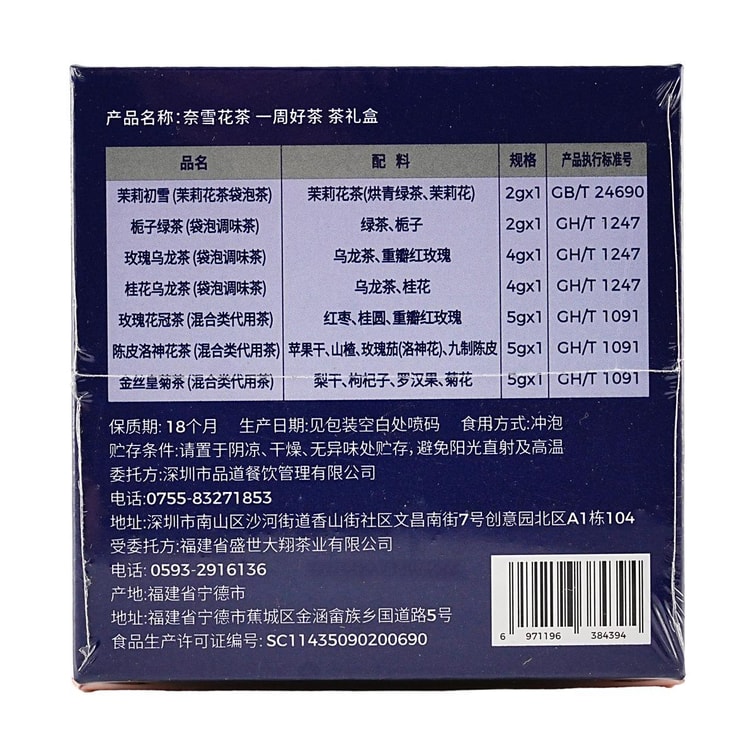 产品名称:奈雪花茶 一周好茶 茶礼盒
品名 配料 规格 产品执行标准号
茉莉初雪 (茉莉花茶袋泡茶) 茉莉花茶(烘青绿茶、茉莉花) 2gx1 GB/T 24690
栀子绿茶 (袋泡调味茶) 绿茶、栀子 2gx1 GH/T 1247
玫瑰乌龙茶 (袋泡调味茶) 乌龙茶、重瓣红玫瑰 4gx1 GH/T 1247
桂花乌龙茶 (袋泡调味茶) 乌龙茶、桂花 4gx1 GH/T 1247
玫瑰花冠茶 (混合类代用茶) 红枣、桂圆、重瓣红玫瑰 5gx1 GH/T 1091
陈皮洛神花茶 (混合类代用茶) 苹果干、山楂、玫瑰茄(洛神花)、九制陈皮 5gx1 GH/T 1091
金丝皇菊茶 (混合类代用茶) 梨干、枸杞子、罗汉果、菊花 5gx1 GH/T 1091
保质期: 18个月 生产日期:见包装空白处喷码 食用方式:冲泡
贮存条件:请置于阴凉、干燥、无异味处贮存,避免阳光直射及高温
委托方:深圳市品道餐饮管理有限公司
电话:0755-83271853
地址:深圳市南山区沙河街道香山街社区文昌南街7号创意园北区A1栋104
受委托方:福建省盛世大翔茶业有限公司
电话: 0593-2916136
产地:福建省宁德市
地址:福建省宁德市蕉城区金涵畲族乡国道路5号
食品生产许可证编号: SC11435090200690
6 971196 384394